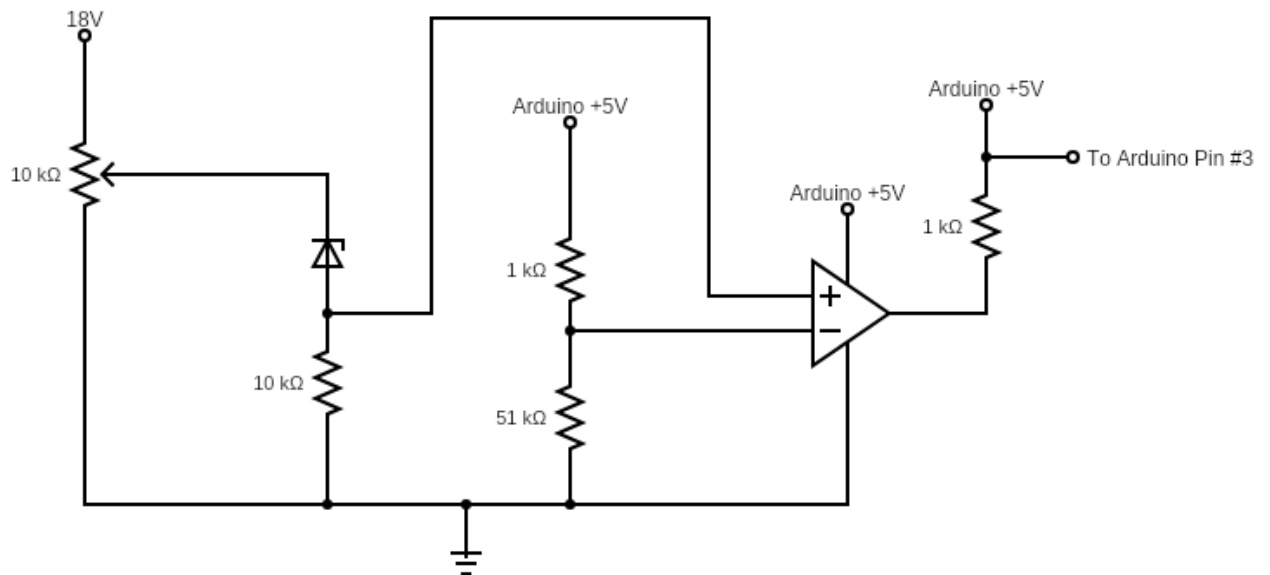 18V
10 kΩ
10 kΩ
Arduino +5V
1 kΩ
51 kΩ
Arduino +5V
+
−
Arduino +5V
To Arduino Pin #3
1 kΩ